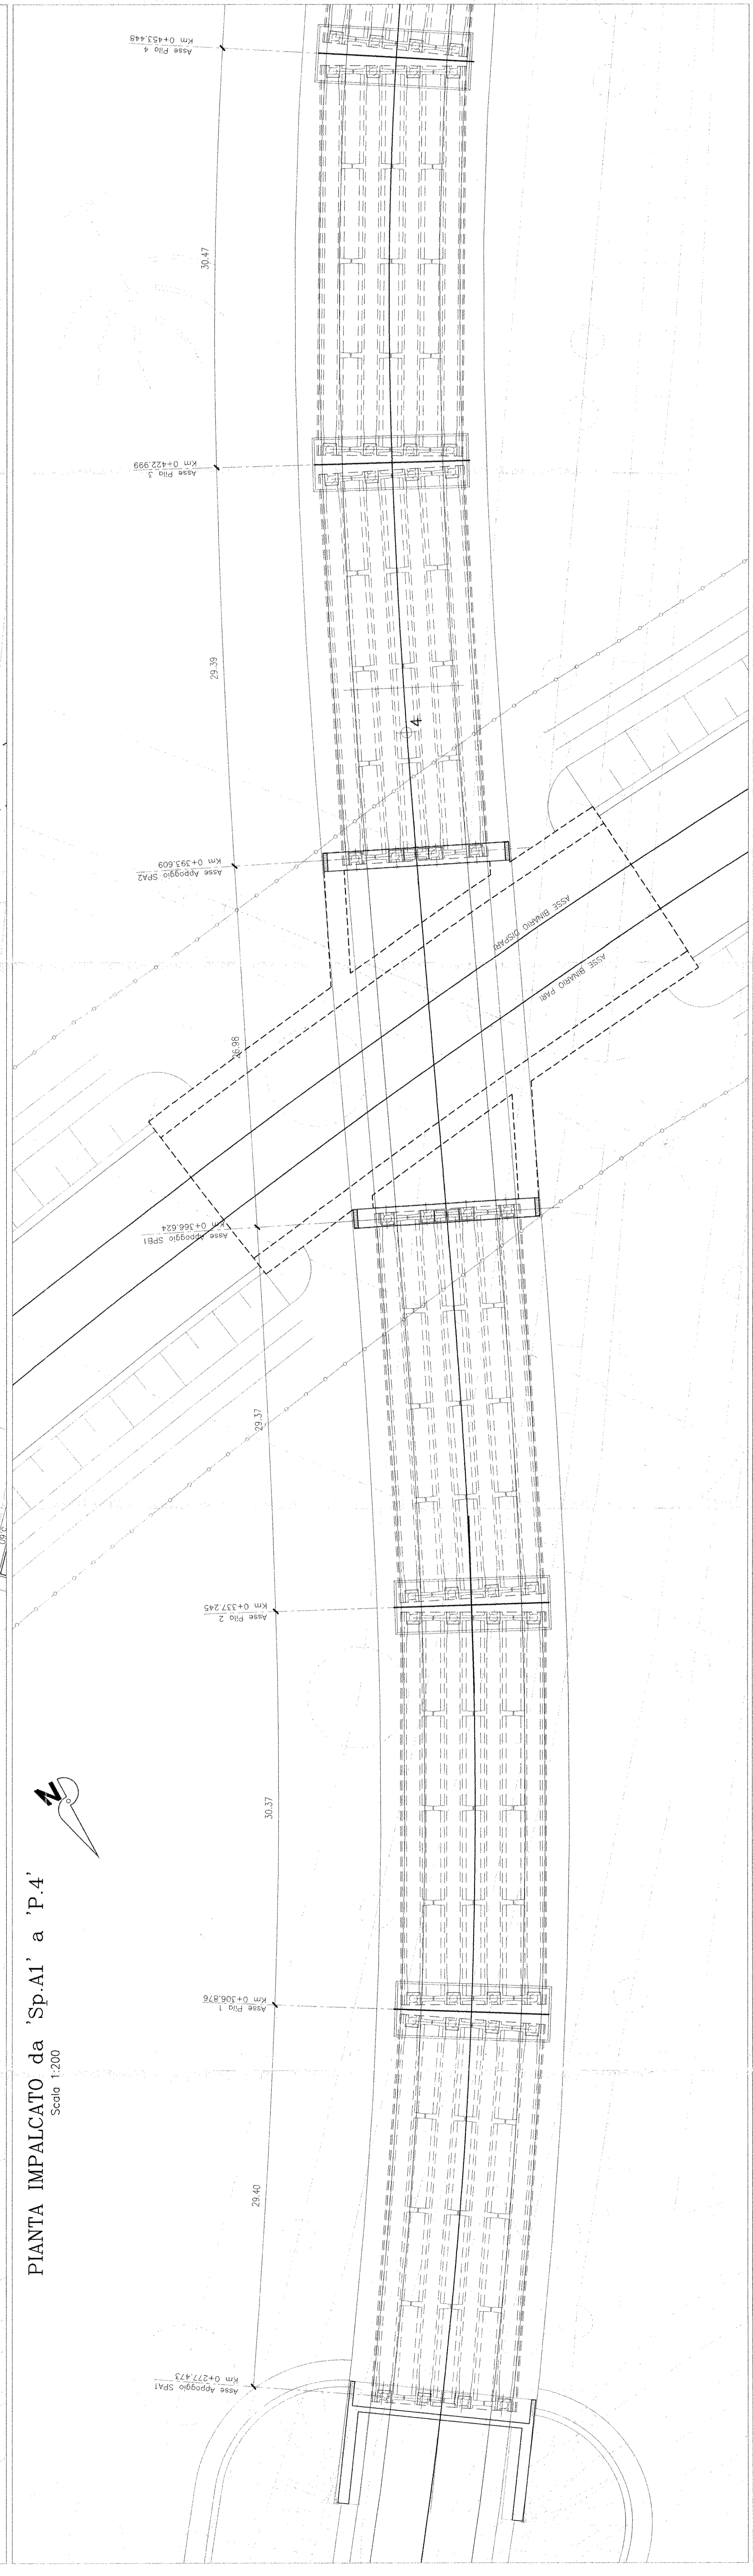 Km 0+453.448
Asse Pila 4
30.47
Km 0+422.999
Asse Pila 3
29.39
4
Km 0+393.609
Asse Appoggio SPA2
ASSE BINARIO DISPARI
ASSE BINARIO PARI
26.98
Km 0+366.624
Asse Appoggio SPB1
29.37
Km 0+337.245
Asse Pila 2
N
30.37
PIANTA IMPALCATO da 'Sp.A1' a 'P.4'
Scala 1:200
Km 0+306.876
Asse Pila 1
29.40
Km 0+277.473
Asse Appoggio SPA1